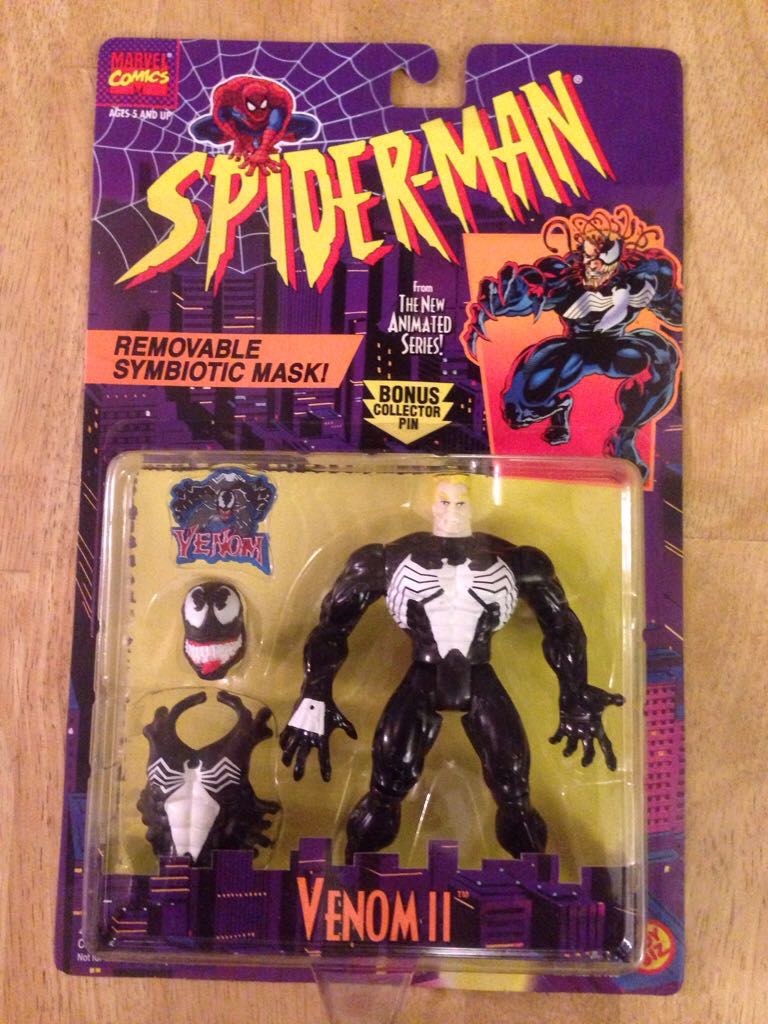 MARVEL
COMICS
AGES 5 AND UP
SPIDER-MAN®
From
THE NEW
ANIMATED
SERIES!
REMOVABLE
SYMBIOTIC MASK!
BONUS
COLLECTOR
PIN
VENOM
VENOM II™